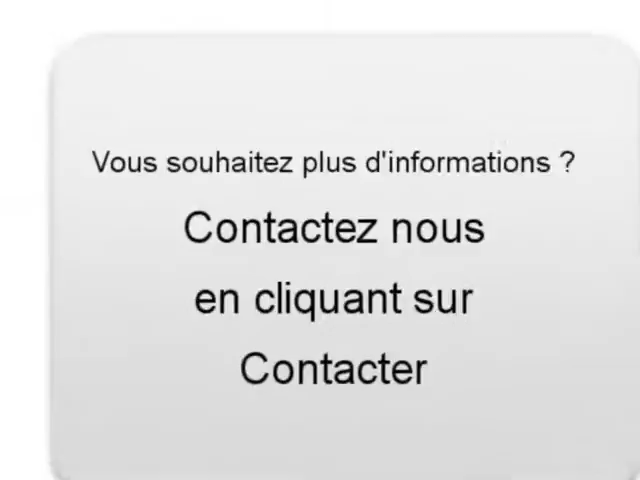 Vous souhaitez plus d'informations ?
Contactez nous
en cliquant sur
Contacter